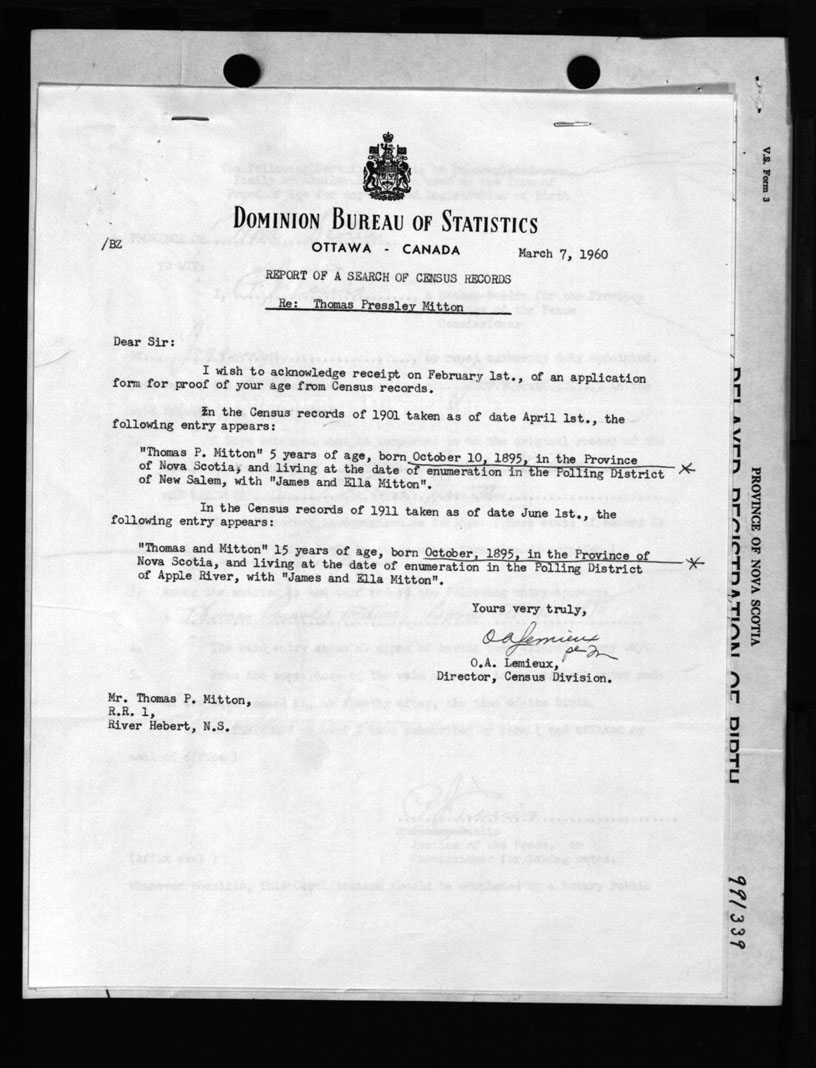 DOMINION BUREAU OF STATISTICS
/BZ
OTTAWA - CANADA
March 7, 1960
REPORT OF A SEARCH OF CENSUS RECORDS
Re: Thomas Pressley Mitton
Dear Sir:
I wish to acknowledge receipt on February 1st., of an application
form for proof of your age from Census records.
In the Census records of 1901 taken as of date April 1st., the
following entry appears:
"Thomas P. Mitton" 5 years of age, born October 10, 1895, in the Province
of Nova Scotia, and living at the date of enumeration in the Polling District
of New Salem, with "James and Ella Mitton".
In the Census records of 1911 taken as of date June 1st., the
following entry appears:
"Thomas and Mitton" 15 years of age, born October, 1895, in the Province of
Nova Scotia, and living at the date of enumeration in the Polling District
of Apple River, with "James and Ella Mitton".
Yours very truly,
O A Lemieux
O.A. Lemieux,
Director, Census Division.
Mr. Thomas P. Mitton,
R.R. 1,
River Hebert, N.S.
V.S. Form 3
PROVINCE OF NOVA SCOTIA
DELAYED REGISTRATION OF BIRTH
991339